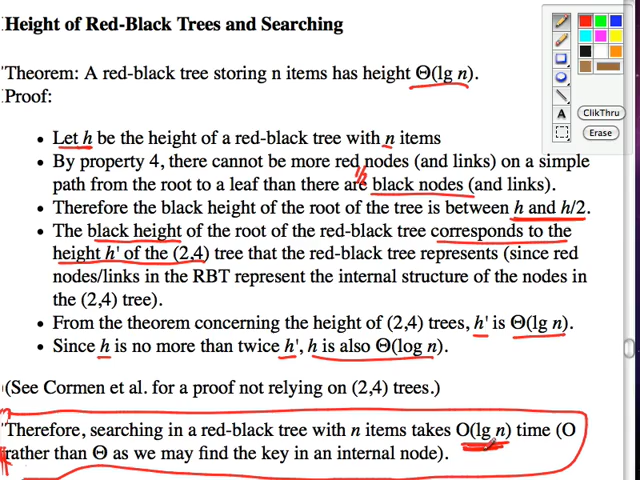 Height of Red-Black Trees and Searching
Theorem: A red-black tree storing n items has height Θ(lg n).
Proof:
• Let h be the height of a red-black tree with n items
• By property 4, there cannot be more red nodes (and links) on a simple
path from the root to a leaf than there are black nodes (and links).
• Therefore the black height of the root of the tree is between h and h/2.
• The black height of the root of the red-black tree corresponds to the
height h' of the (2,4) tree that the red-black tree represents (since red
nodes/links in the RBT represent the internal structure of the nodes in
the (2,4) tree).
• From the theorem concerning the height of (2,4) trees, h' is Θ(lg n).
• Since h is no more than twice h', h is also Θ(log n).
(See Cormen et al. for a proof not relying on (2,4) trees.)
Therefore, searching in a red-black tree with n items takes O(lg n) time (O
rather than Θ as we may find the key in an internal node).
A
ClikThru
Erase